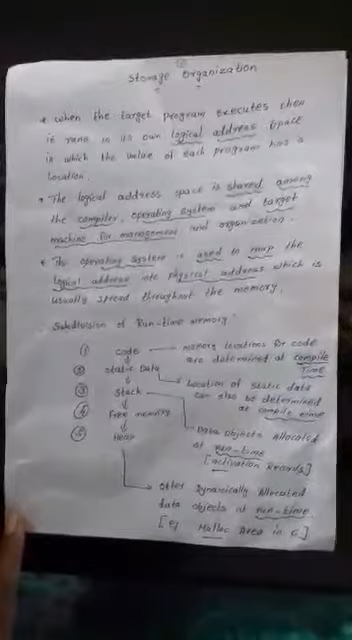 Storage Organization
* When the target program executes then
it runs in its own logical address space
in which the value of each program has a
location.
* The logical address space is shared among
the compiler, operating system and target
machine for management and organization.
* The operating system is used to map the
logical address into physical address which is
usually spread throughout the memory.
Subdivision of Run-time memory:
① Code — memory locations for code
are determined at compile
time
② Static Data → Location of static data
can also be determined
at compile time
③ Stack → Data objects allocated
at run-time
[activation Records]
④ Free memory
⑤ Heap
→ Other Dynamically Allocated
data objects at run-time
[eg Malloc Area in C]